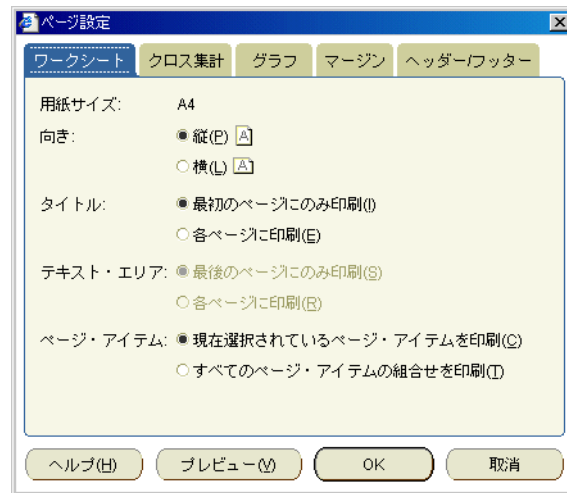 ページ設定
ワークシート クロス集計 グラフ マージン ヘッダー/フッター
用紙サイズ: A4
向き: 縦(P) A
横(L) A
タイトル: 最初のページにのみ印刷(I)
各ページに印刷(E)
テキスト・エリア: 最後のページにのみ印刷(S)
各ページに印刷(R)
ページ・アイテム: 現在選択されているページ・アイテムを印刷(C)
すべてのページ・アイテムの組合せを印刷(T)
ヘルプ(H) プレビュー(V) OK 取消